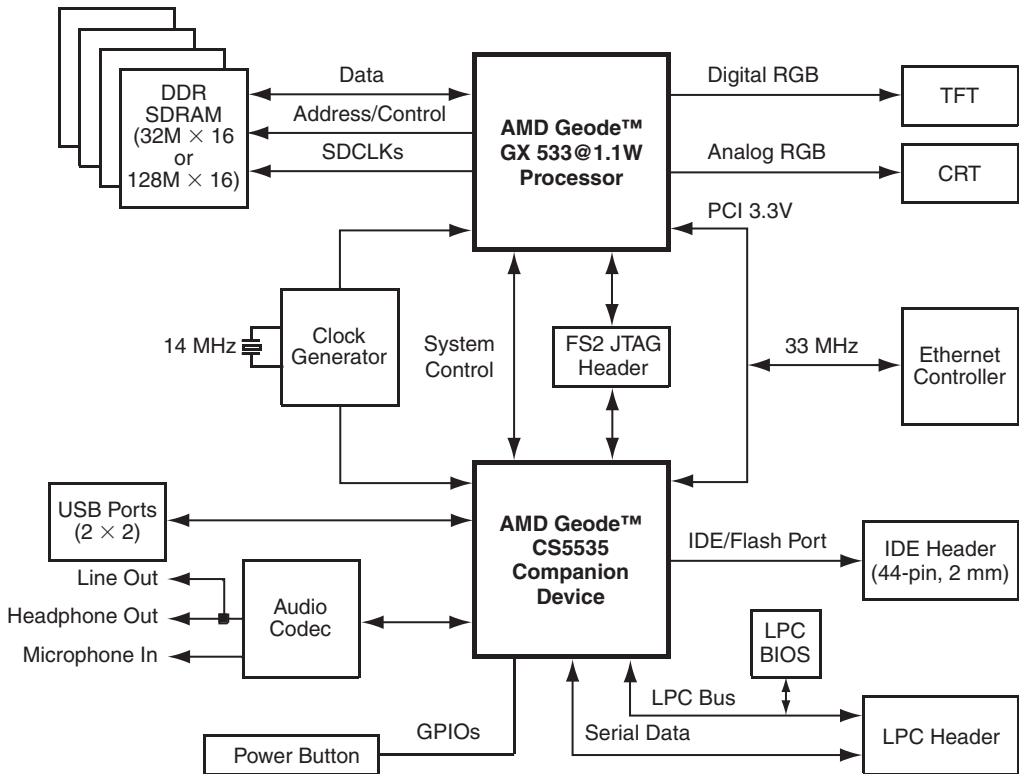 DDR
SDRAM
(32M × 16
or
128M × 16)
Data
Address/Control
SDCLKs
AMD Geode™
GX 533@1.1W
Processor
Digital RGB
TFT
Analog RGB
CRT
PCI 3.3V
14 MHz
Clock
Generator
System
Control
FS2 JTAG
Header
33 MHz
Ethernet
Controller
USB Ports
(2 × 2)
Line Out
Headphone Out
Microphone In
Audio
Codec
AMD Geode™
CS5535
Companion
Device
IDE/Flash Port
IDE Header
(44-pin, 2 mm)
LPC
BIOS
LPC Bus
Serial Data
LPC Header
GPIOs
Power Button